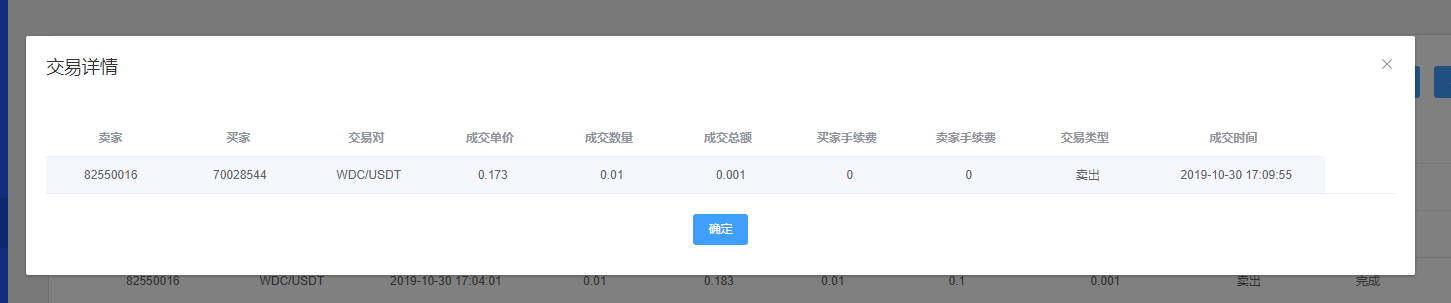 交易详情
卖家 买家 交易对 成交单价 成交数量 成交总额 买家手续费 卖家手续费 交易类型 成交时间
82550016 70028544 WDC/USDT 0.173 0.01 0.001 0 0 卖出 2019-10-30 17:09:55
确定
82550016 WDC/USDT 2019-10-30 17:04:01 0.01 0.183 0.01 0.1 0.001 卖出 完成